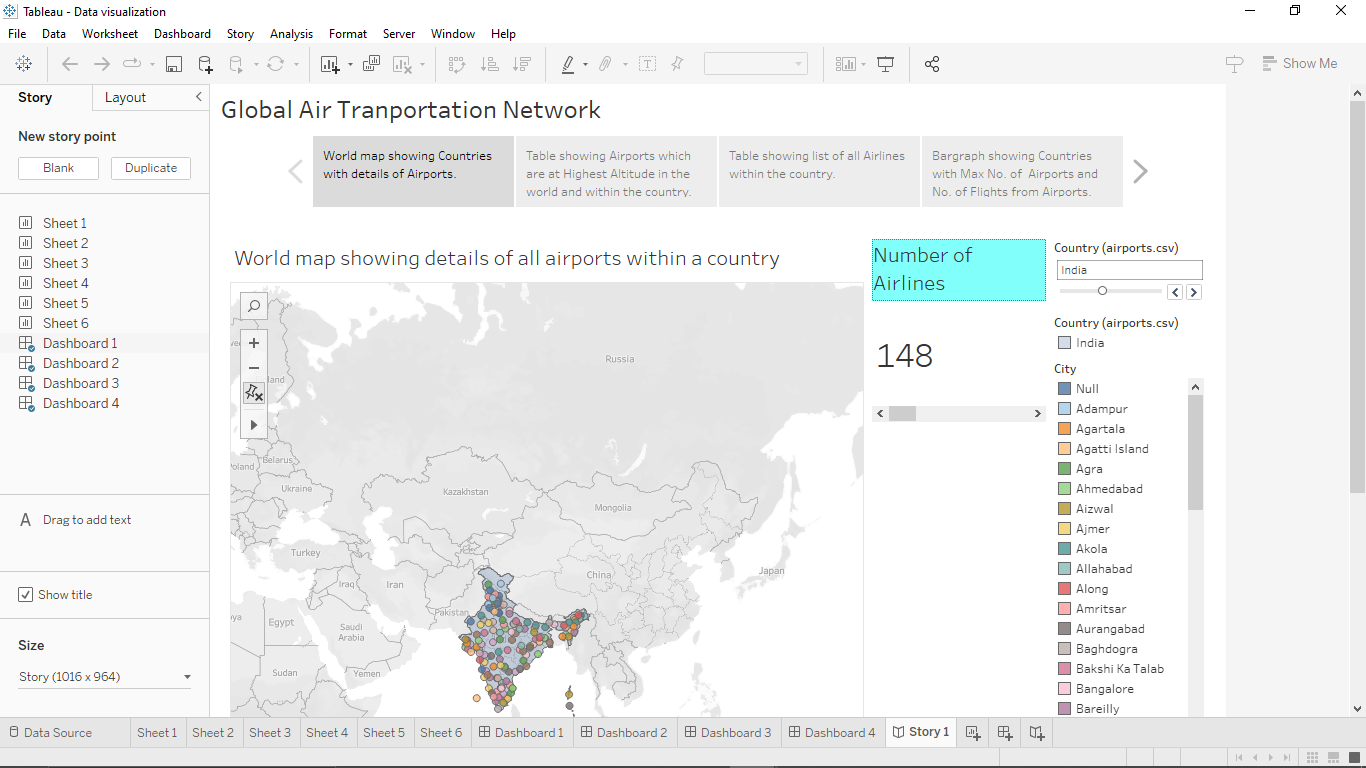 Tableau - Data visualization
File Data Worksheet Dashboard Story Analysis Format Server Window Help
Show Me
Story Layout
New story point
Blank Duplicate
Sheet 1
Sheet 2
Sheet 3
Sheet 4
Sheet 5
Sheet 6
Dashboard 1
Dashboard 2
Dashboard 3
Dashboard 4
A Drag to add text
Show title
Size
Story (1016 x 964)
Global Air Tranportation Network
World map showing Countries
with details of Airports.
Table showing Airports which
are at Highest Altitude in the
world and within the country.
Table showing list of all Airlines
within the country.
Bargraph showing Countries
with Max No. of Airports and
No. of Flights from Airports.
World map showing details of all airports within a country
Russia
land
Belarus
oland
Ukraine
Kazakhstan
Mongolia
Turkey
Japan
China
Iraq
Iran
Pakistan
ya
Egypt
Saudi
Arabia
Sudan
Yemen
Number of
Airlines
148
Country (airports.csv)
India
Country (airports.csv)
India
City
Null
Adampur
Agartala
Agatti Island
Agra
Ahmedabad
Aizwal
Ajmer
Akola
Allahabad
Along
Amritsar
Aurangabad
Baghdogra
Bakshi Ka Talab
Bangalore
Bareilly
Data Source Sheet 1 Sheet 2 Sheet 3 Sheet 4 Sheet 5 Sheet 6 Dashboard 1 Dashboard 2 Dashboard 3 Dashboard 4 Story 1